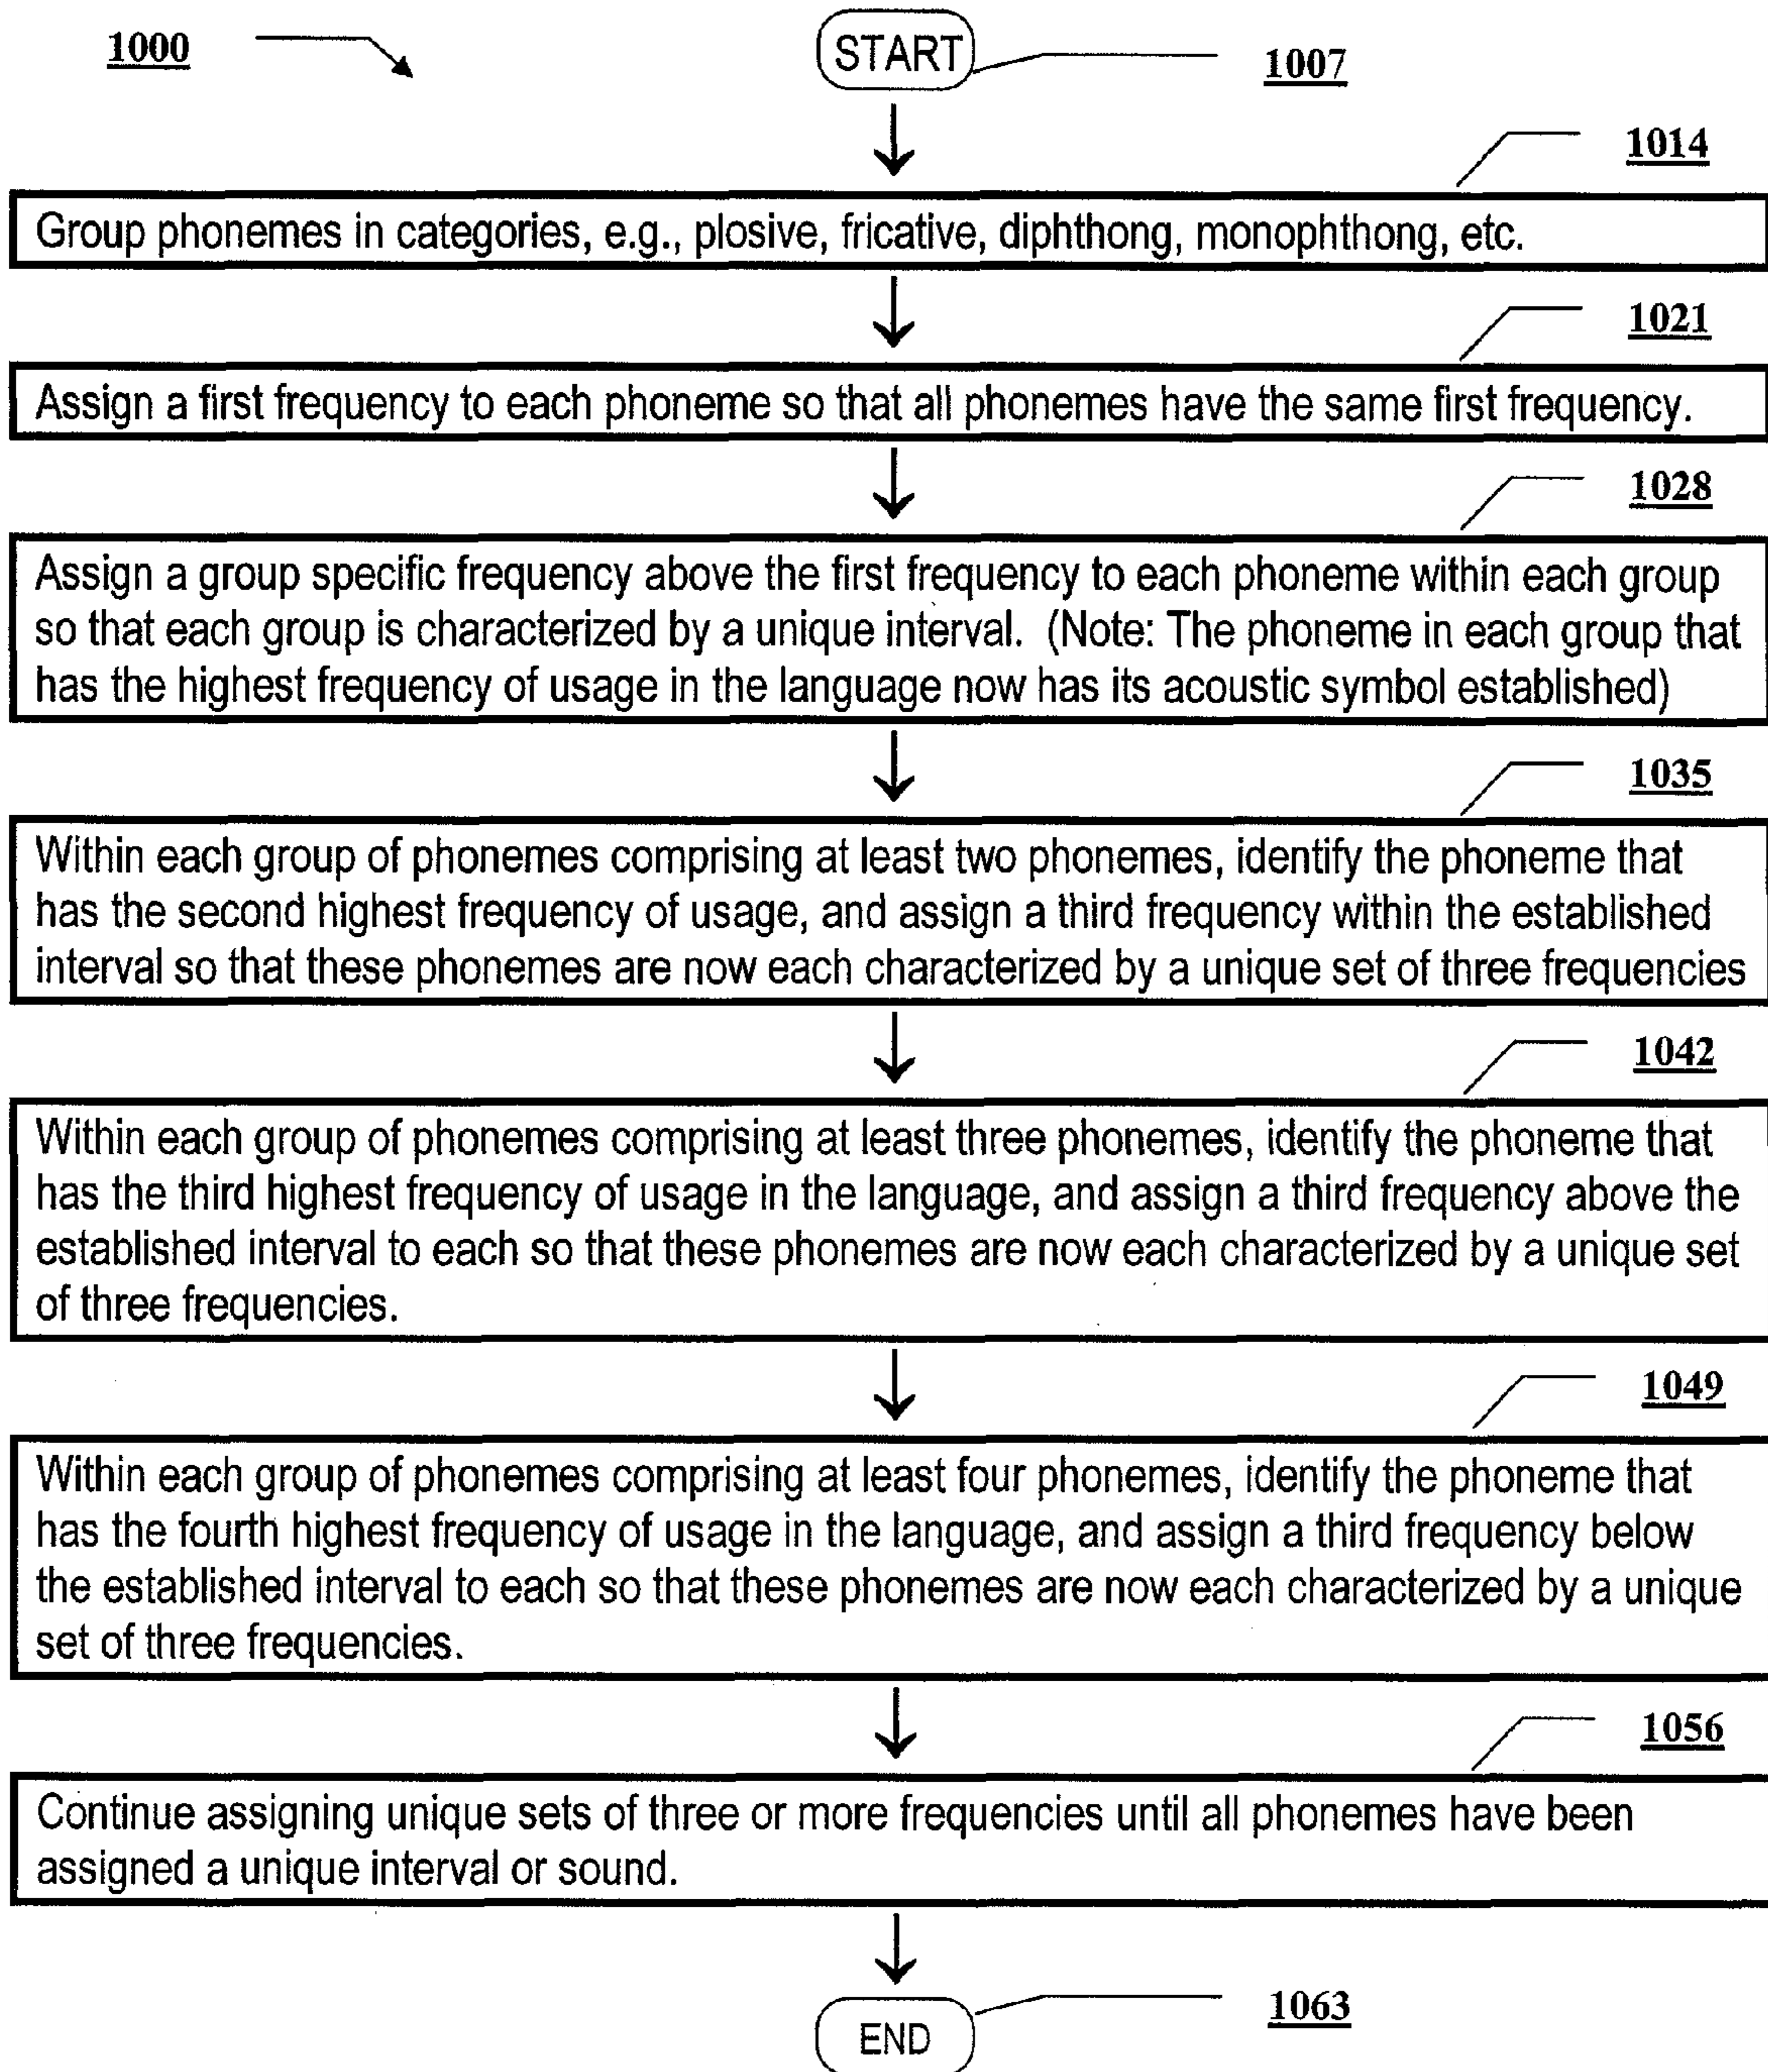 1000
START
1007
1014
Group phonemes in categories, e.g., plosive, fricative, diphthong, monophthong, etc.
1021
Assign a first frequency to each phoneme so that all phonemes have the same first frequency.
1028
Assign a group specific frequency above the first frequency to each phoneme within each group
so that each group is characterized by a unique interval. (Note: The phoneme in each group that
has the highest frequency of usage in the language now has its acoustic symbol established)
1035
Within each group of phonemes comprising at least two phonemes, identify the phoneme that
has the second highest frequency of usage, and assign a third frequency within the established
interval so that these phonemes are now each characterized by a unique set of three frequencies
1042
Within each group of phonemes comprising at least three phonemes, identify the phoneme that
has the third highest frequency of usage in the language, and assign a third frequency above the
established interval to each so that these phonemes are now each characterized by a unique set
of three frequencies.
1049
Within each group of phonemes comprising at least four phonemes, identify the phoneme that
has the fourth highest frequency of usage in the language, and assign a third frequency below
the established interval to each so that these phonemes are now each characterized by a unique
set of three frequencies.
1056
Continue assigning unique sets of three or more frequencies until all phonemes have been
assigned a unique interval or sound.
1063
END